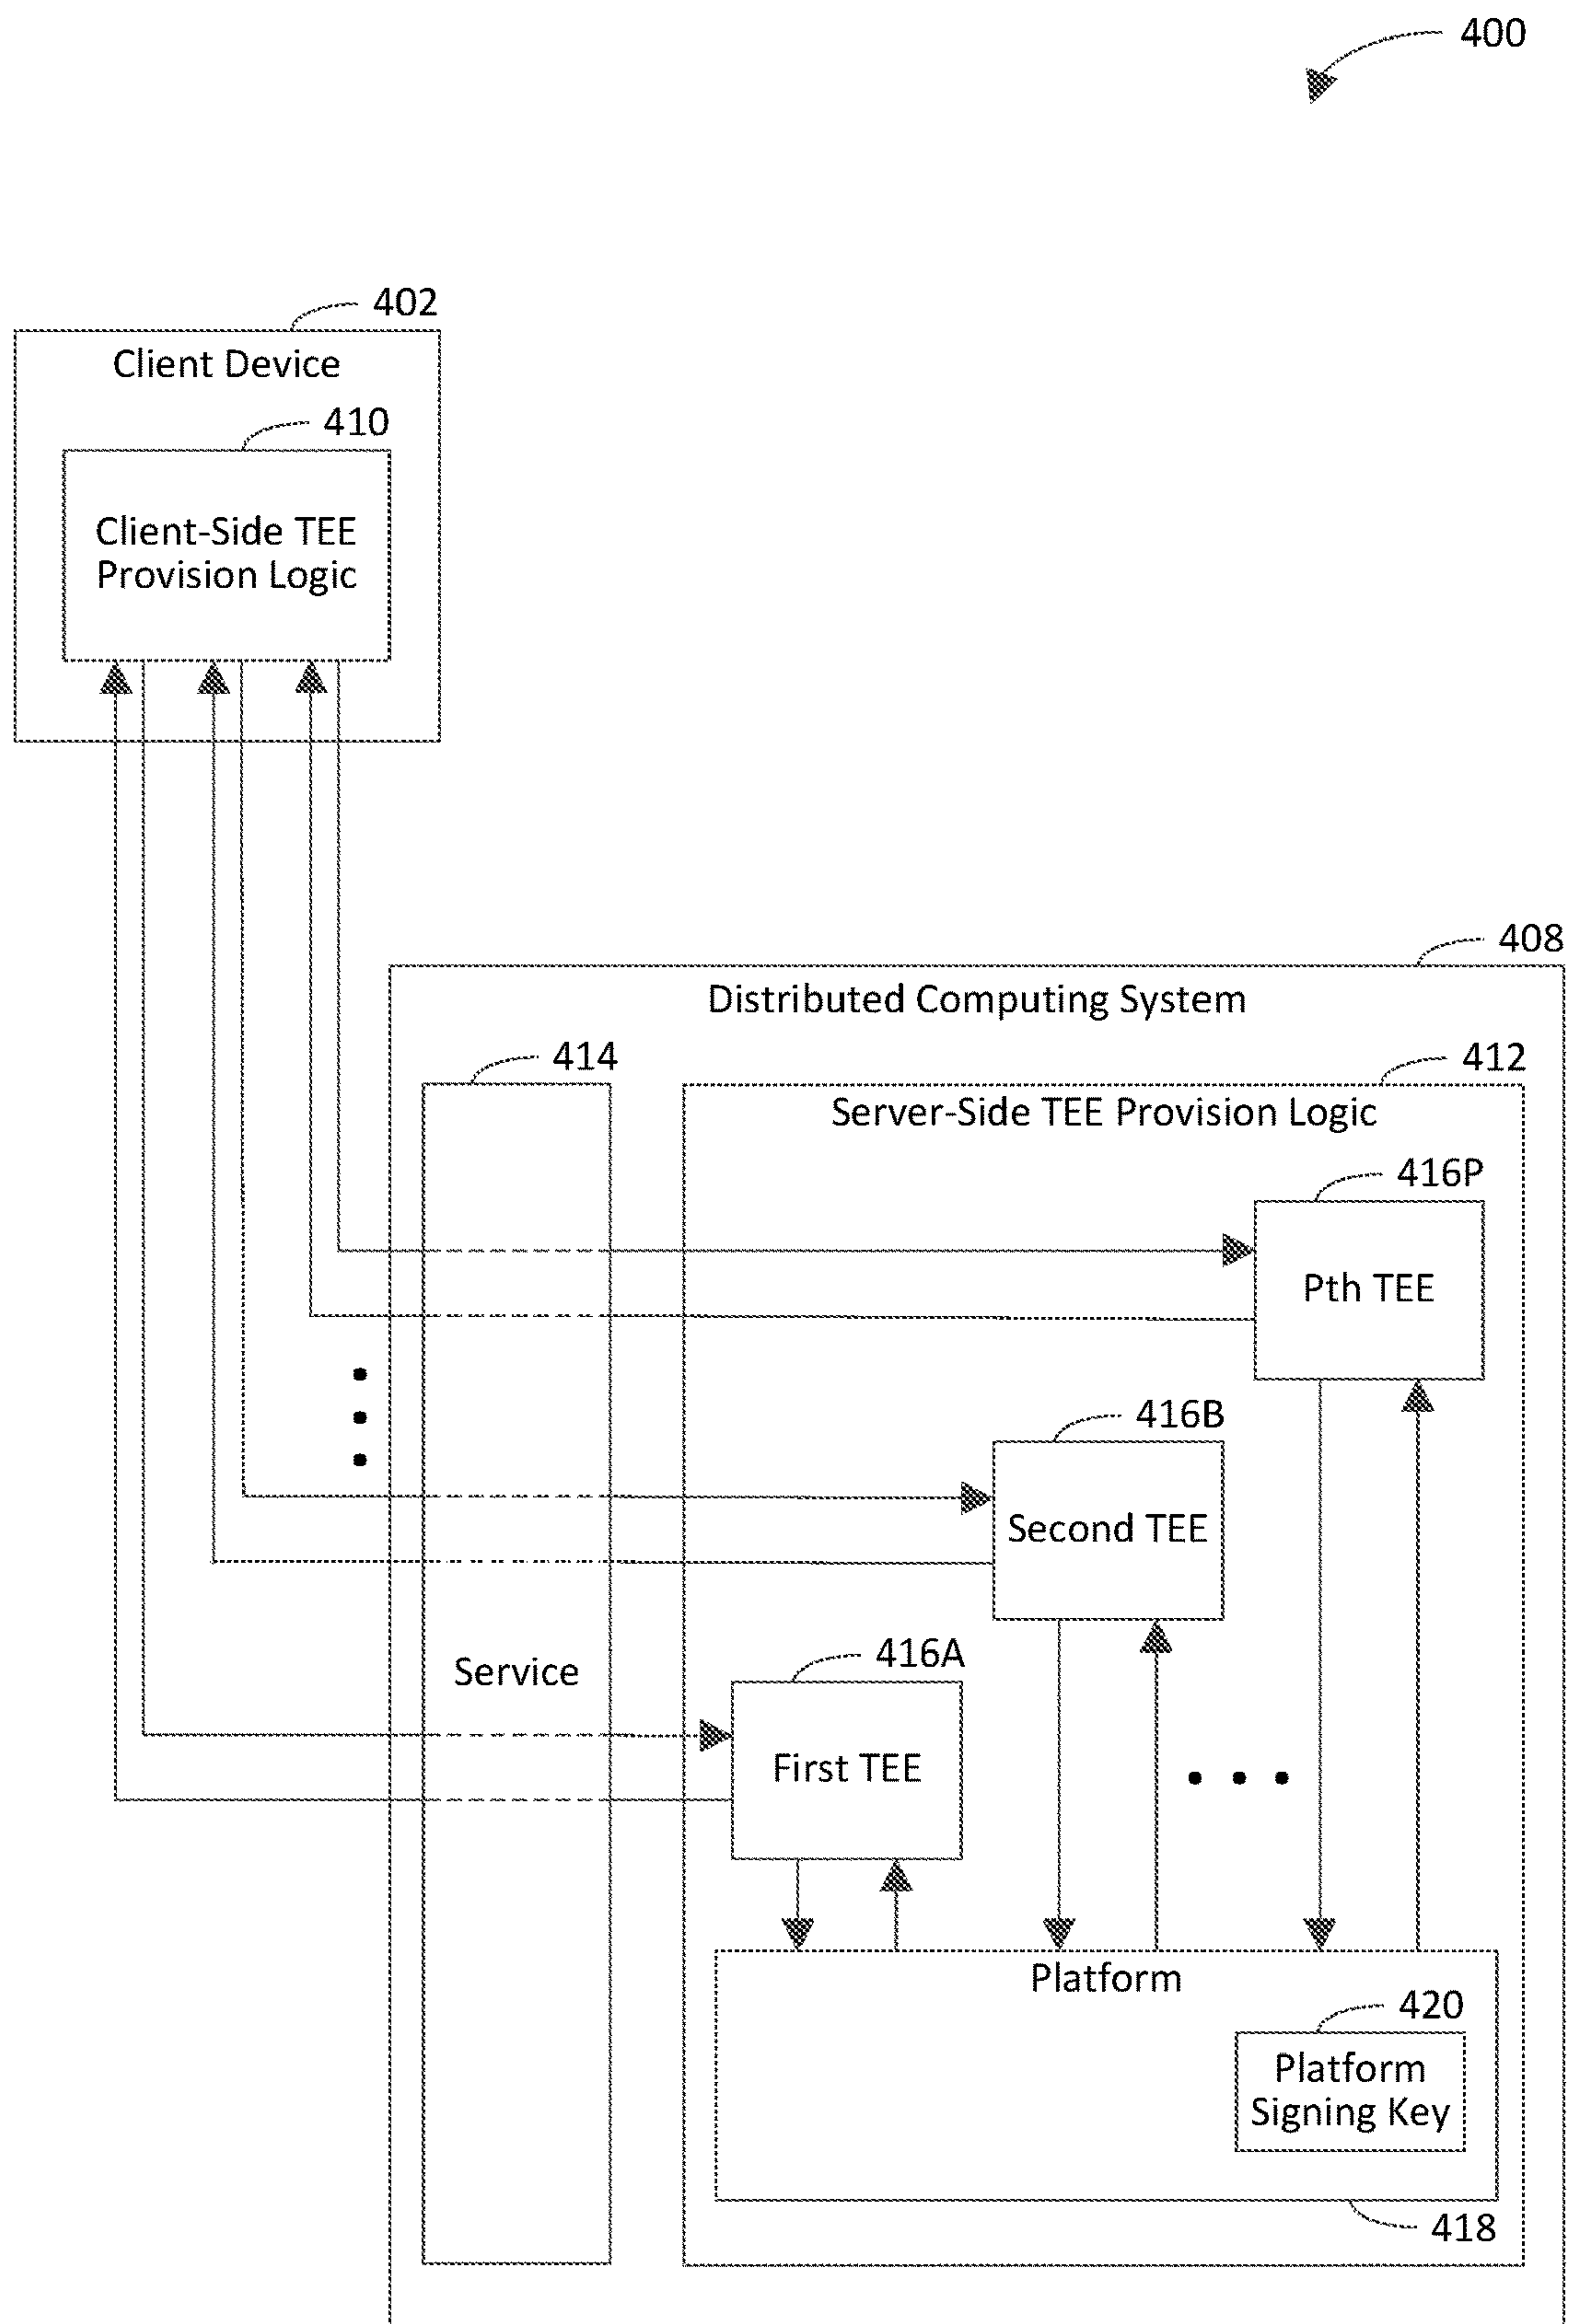 400
402
Client Device
410
Client-Side TEE
Provision Logic
408
Distributed Computing System
414
412
Server-Side TEE Provision Logic
416P
Pth TEE
416B
Second TEE
416A
Service
First TEE
Platform
420
Platform
Signing Key
418